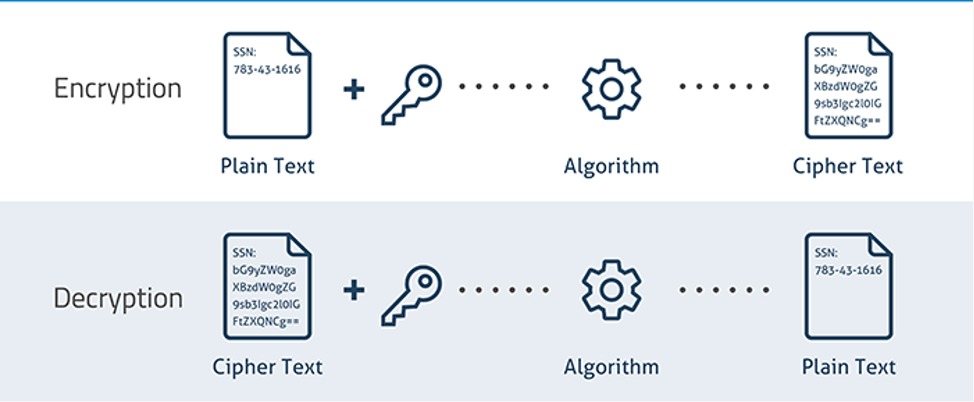 Encryption
SSN:
783-43-1616
Plain Text
+
Algorithm
SSN:
bG9yZW0ga
XBzdW0gZG
9sb3Igc2l0IG
FtZXQNCg==
Cipher Text
Decryption
SSN:
bG9yZW0ga
XBzdW0gZG
9sb3Igc2l0IG
FtZXQNCg==
Cipher Text
+
Algorithm
SSN:
783-43-1616
Plain Text